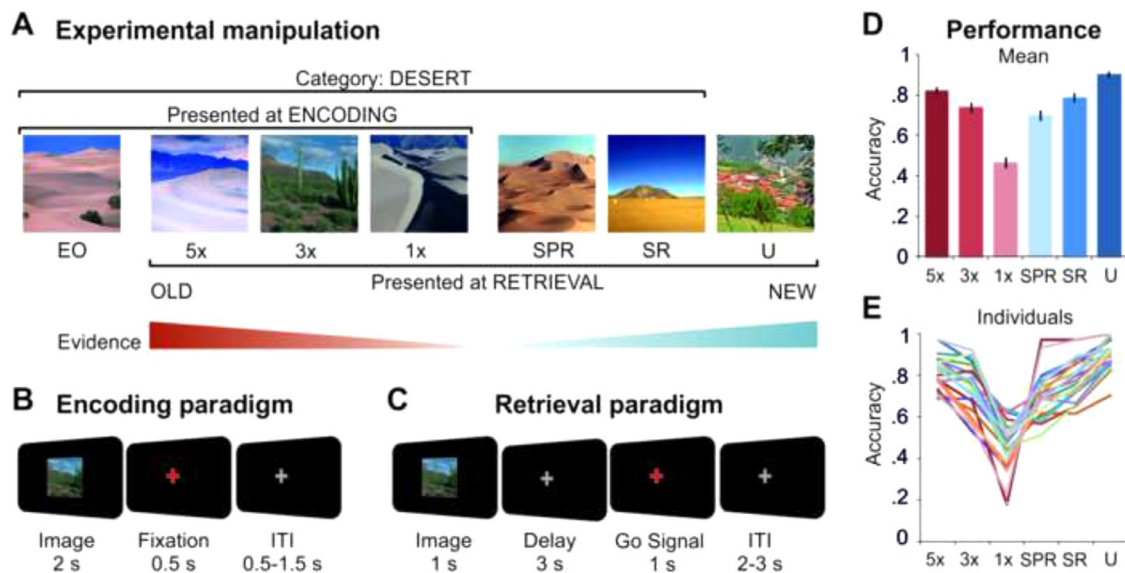 A Experimental manipulation
Category: DESERT
Presented at ENCODING
EO 5x 3x 1x SPR SR U
Presented at RETRIEVAL
OLD NEW
Evidence
B Encoding paradigm
Image Fixation ITI
2 s 0.5 s 0.5-1.5 s
C Retrieval paradigm
Image Delay Go Signal ITI
1 s 3 s 1 s 2-3 s
D Performance
Mean
Accuracy
1
.8
.6
.4
.2
0
5x 3x 1x SPR SR U
E Individuals
Accuracy
1
.8
.6
.4
.2
0
5x 3x 1x SPR SR U